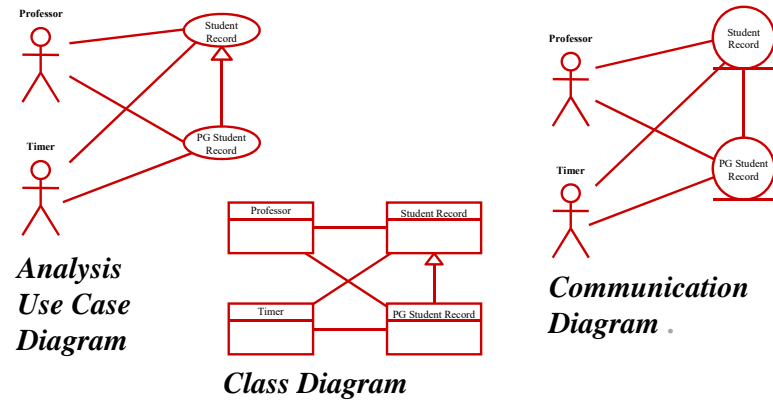 Professor
Student
Record
PG Student
Record
Timer
Analysis
Use Case
Diagram
Professor
Student Record
Timer
PG Student Record
Class Diagram
Professor
Student
Record
PG Student
Record
Timer
Communication
Diagram .